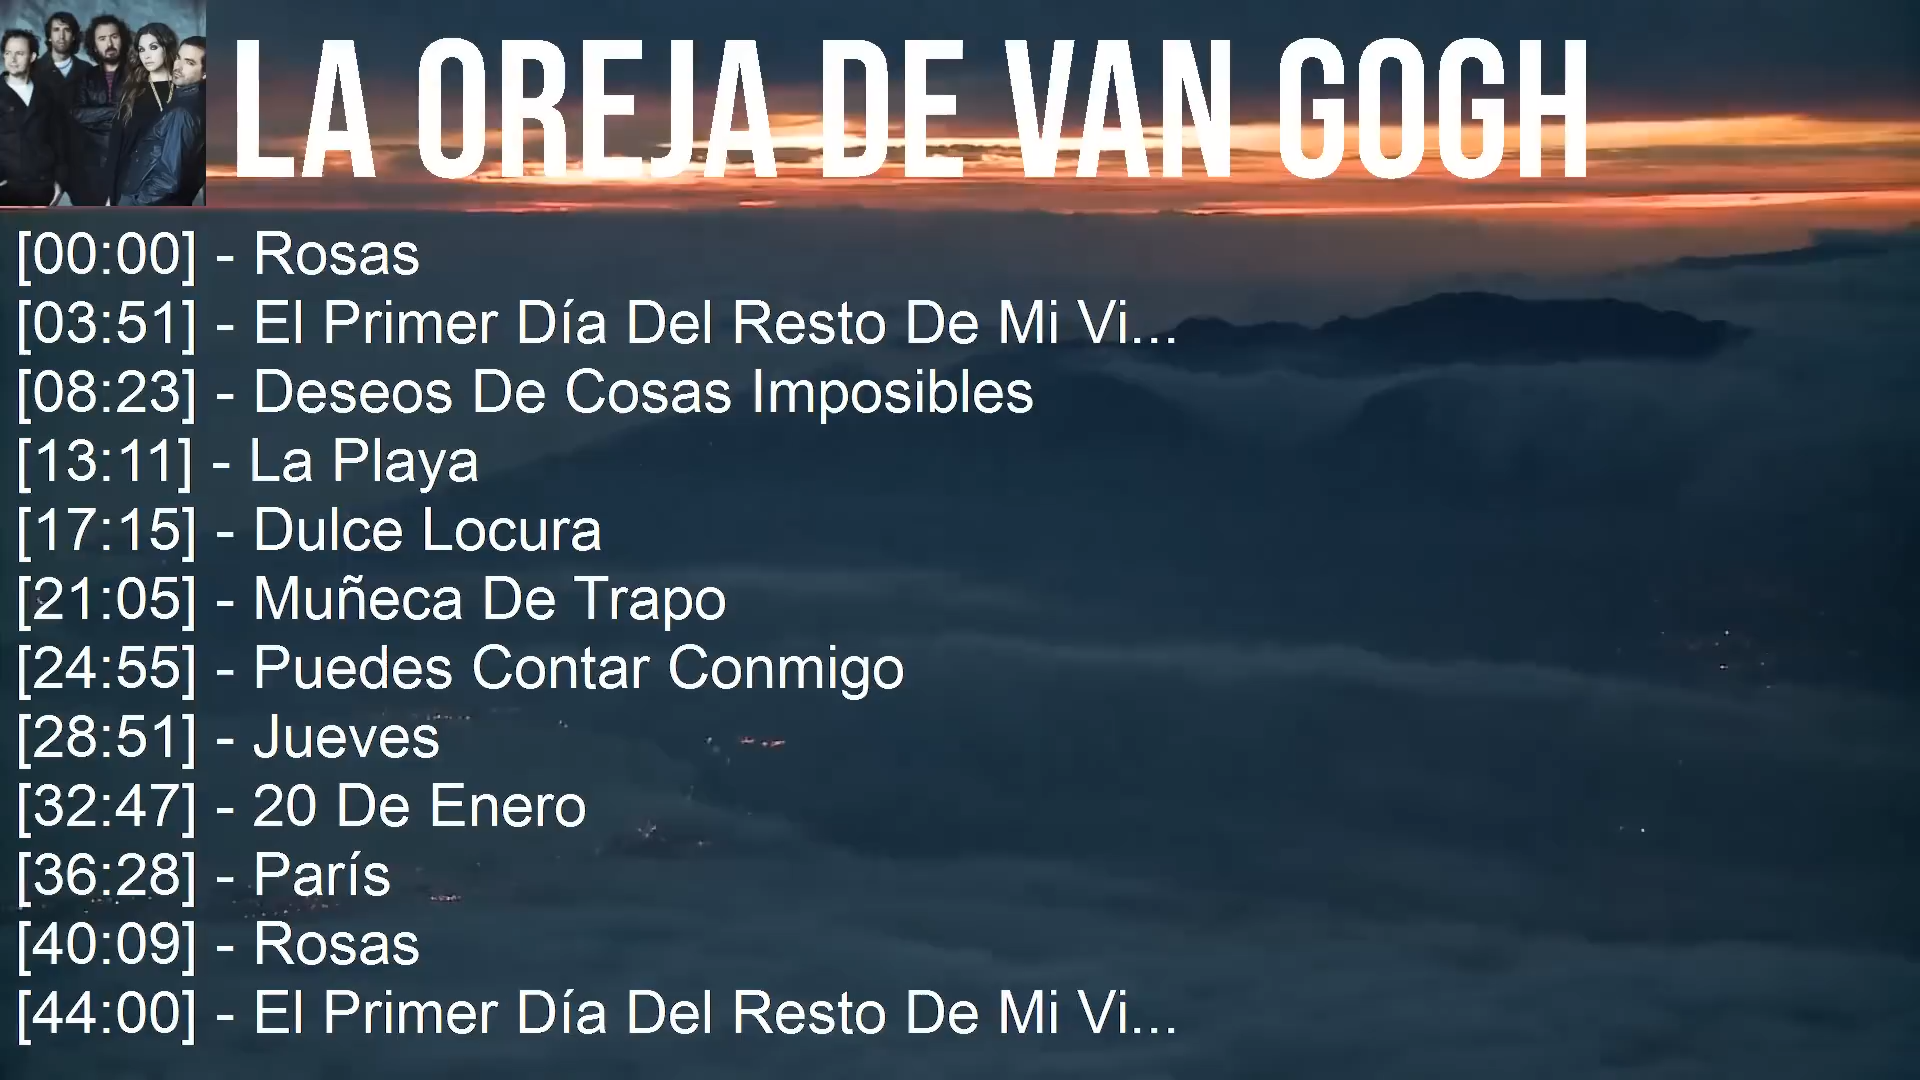 LA OREJA DE VAN GOGH
[00:00] - Rosas
[03:51] - El Primer Día Del Resto De Mi Vi...
[08:23] - Deseos De Cosas Imposibles
[13:11] - La Playa
[17:15] - Dulce Locura
[21:05] - Muñeca De Trapo
[24:55] - Puedes Contar Conmigo
[28:51] - Jueves
[32:47] - 20 De Enero
[36:28] - París
[40:09] - Rosas
[44:00] - El Primer Día Del Resto De Mi Vi...